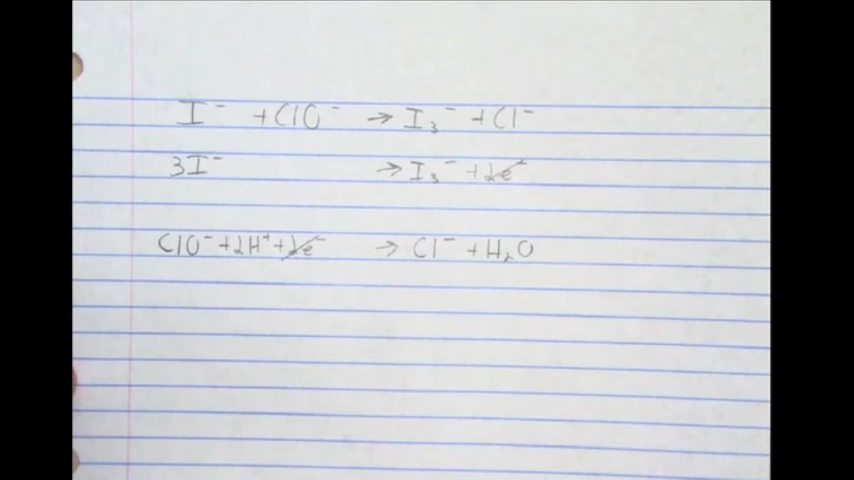 I⁻ + ClO⁻ → I₃⁻ + Cl⁻
3I⁻ → I₃⁻ + 2e⁻
ClO⁻ + 2H⁺ + 2e⁻ → Cl⁻ + H₂O